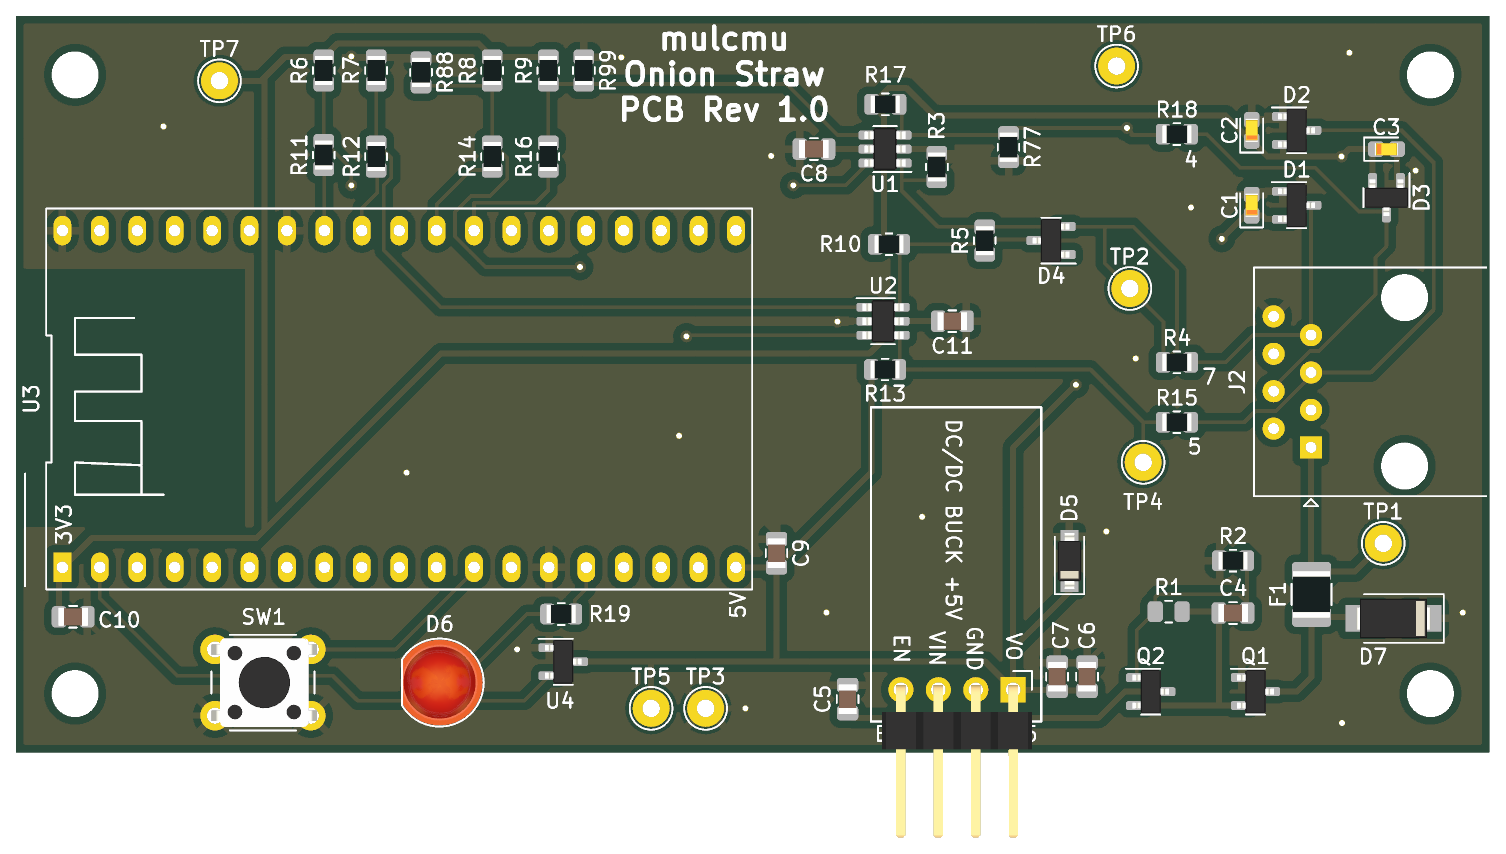 mulcmu
Onion Straw
PCB Rev 1.0
TP7
R6
R7
R88
R8
R9
R99
R17
TP6
R18
4
C2
D2
C3
R11
R12
R14
R16
C8
U1
R3
R77
C1
D1
D3
R10
R5
D4
TP2
U2
C11
R13
R4
7
J2
R15
5
TP4
U3
3V3
DC/DC BUCK +5V
EN
VIN
GND
VO
D5
TP1
R2
R1
C4
F1
D7
C9
5V
C10
SW1
D6
R19
U4
TP5
TP3
C5
C7
C6
Q2
Q1